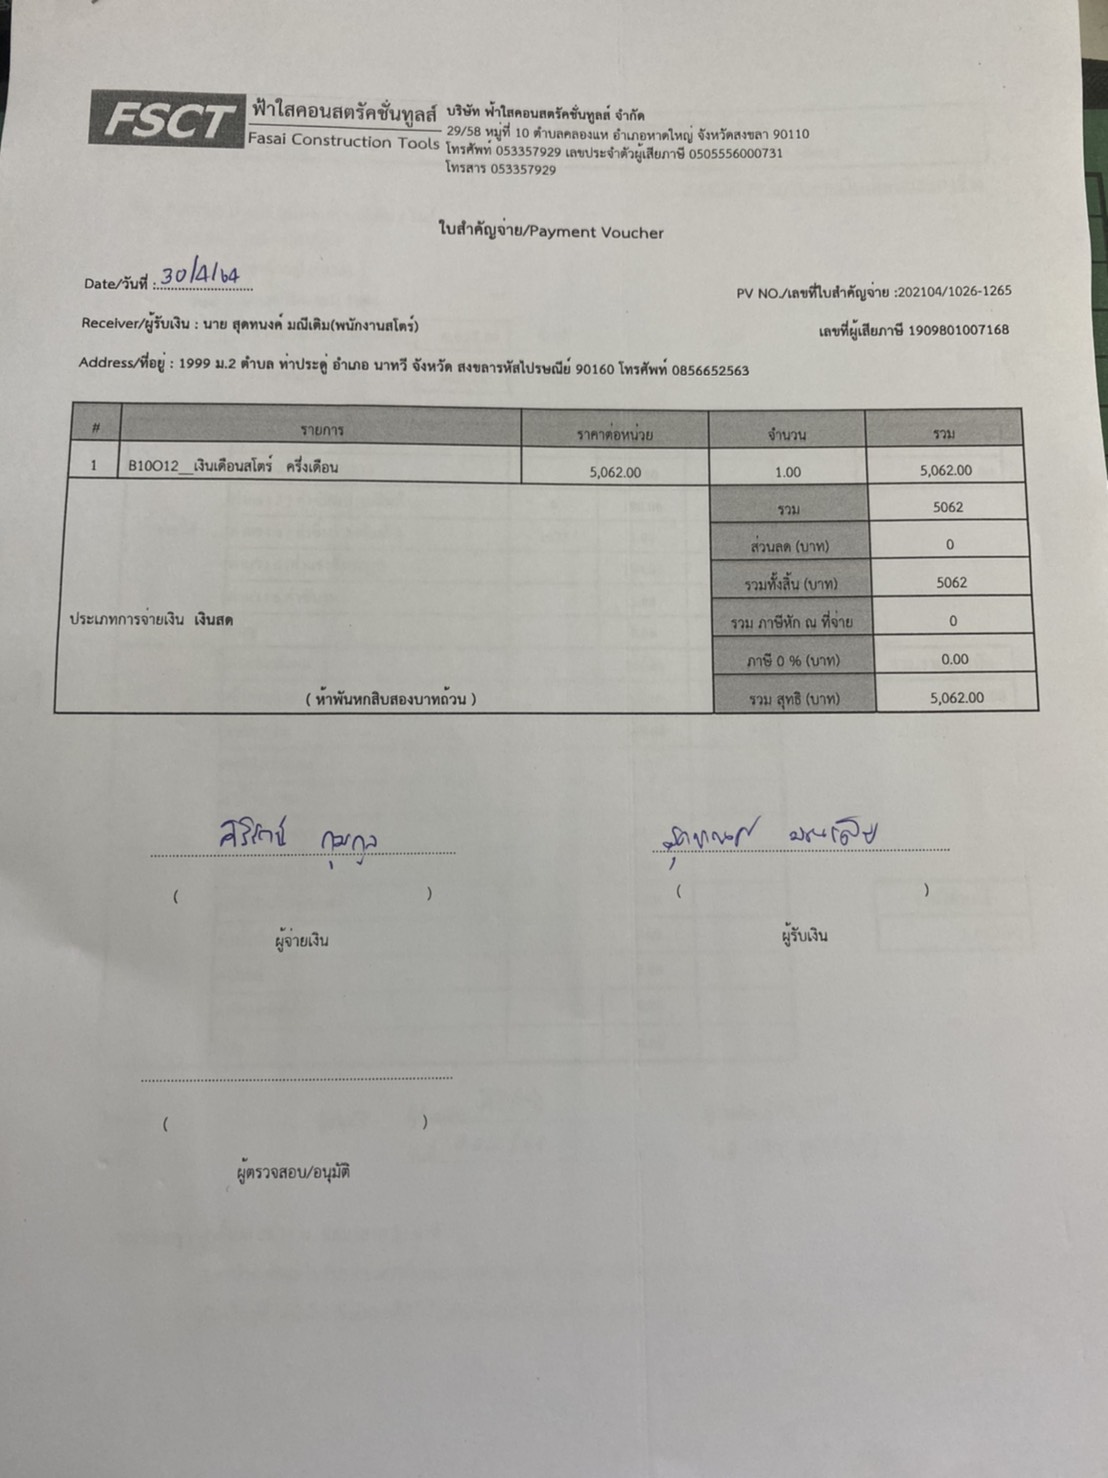 FSCT
ฟ้าใสคอนสตรัคชั่นทูลส์
Fasai Construction Tools
บริษัท ฟ้าใสคอนสตรัคชั่นทูลส์ จำกัด
29/58 หมู่ที่ 10 ตำบลคลองแห อำเภอหาดใหญ่ จังหวัดสงขลา 90110
โทรศัพท์ 053357929 เลขประจำตัวผู้เสียภาษี 0505556000731
โทรสาร 053357929
ใบสำคัญจ่าย/Payment Voucher
Date/วันที่ : 30/4/64
PV NO./เลขที่ใบสำคัญจ่าย :202104/1026-1265
Receiver/ผู้รับเงิน : นาย สุดทนงค์ มณีเติม(พนักงานสโตร์)
เลขที่ผู้เสียภาษี 1909801007168
Address/ที่อยู่ : 1999 ม.2 ตำบล ท่าประดู่ อำเภอ นาทวี จังหวัด สงขลารหัสไปรษณีย์ 90160 โทรศัพท์ 0856652563
# รายการ ราคาต่อหน่วย จำนวน รวม
1 B10O12__เงินเดือนสโตร์ ครึ่งเดือน 5,062.00 1.00 5,062.00
รวม 5062
ส่วนลด (บาท) 0
รวมทั้งสิ้น (บาท) 5062
ประเภทการจ่ายเงิน เงินสด รวม ภาษีหัก ณ ที่จ่าย 0
ภาษี 0 % (บาท) 0.00
( ห้าพันหกสิบสองบาทถ้วน ) รวม สุทธิ (บาท) 5,062.00
( ) ( )
ผู้จ่ายเงิน ผู้รับเงิน
( )
ผู้ตรวจสอบ/อนุมัติ